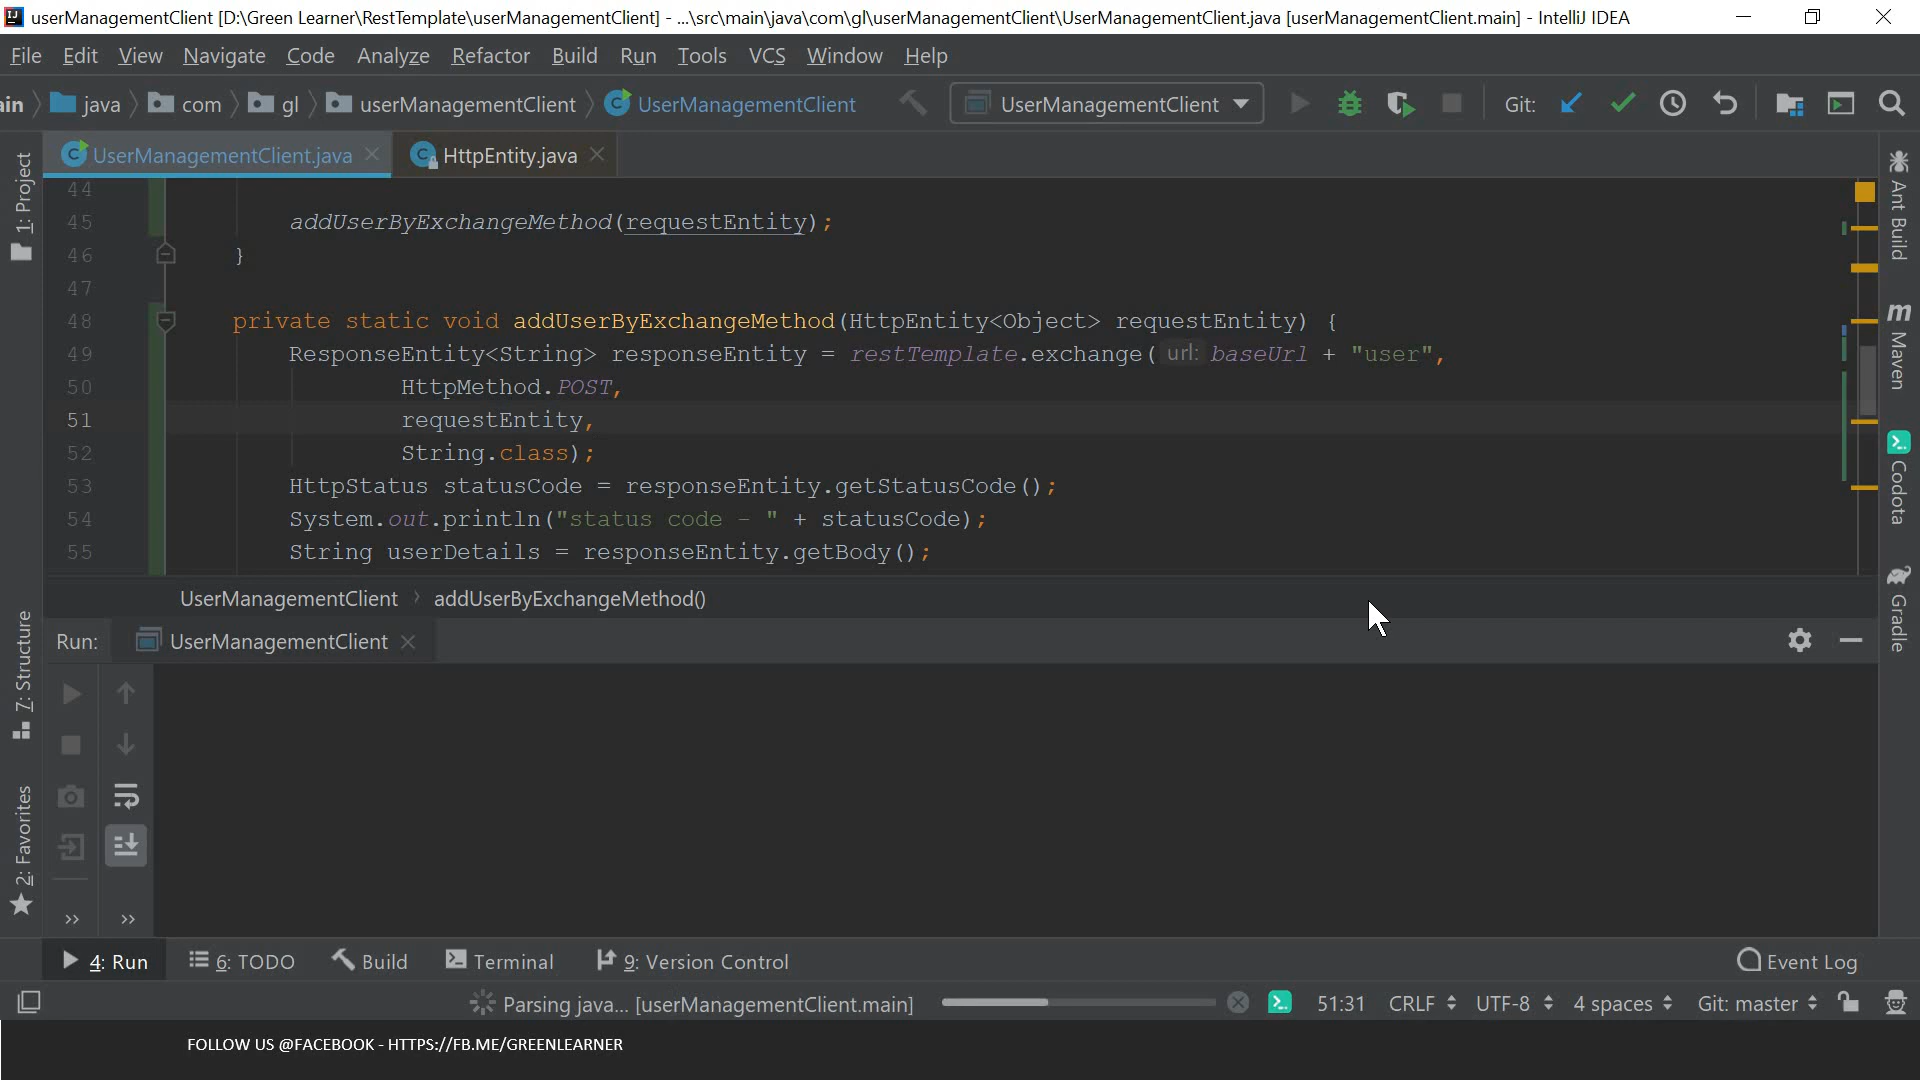 userManagementClient [D:\Green Learner\RestTemplate\userManagementClient] - ...\src\main\java\com\gl\userManagementClient\UserManagementClient.java [userManagementClient.main] - IntelliJ IDEA
File Edit View Navigate Code Analyze Refactor Build Run Tools VCS Window Help
ain java com gl userManagementClient UserManagementClient UserManagementClient Git:
UserManagementClient.java HttpEntity.java
44
45 addUserByExchangeMethod(requestEntity);
46 }
47
48 private static void addUserByExchangeMethod(HttpEntity<Object> requestEntity) {
49 ResponseEntity<String> responseEntity = restTemplate.exchange( url: baseUrl + "user",
50 HttpMethod.POST,
51 requestEntity,
52 String.class);
53 HttpStatus statusCode = responseEntity.getStatusCode();
54 System.out.println("status code - " + statusCode);
55 String userDetails = responseEntity.getBody();
UserManagementClient › addUserByExchangeMethod()
Run: UserManagementClient
1: Project
7: Structure
2: Favorites
Ant Build
Maven
Codota
Gradle
4: Run 6: TODO Build Terminal 9: Version Control Event Log
Parsing java... [userManagementClient.main] 51:31 CRLF UTF-8 4 spaces Git: master
FOLLOW US @FACEBOOK - HTTPS://FB.ME/GREENLEARNER